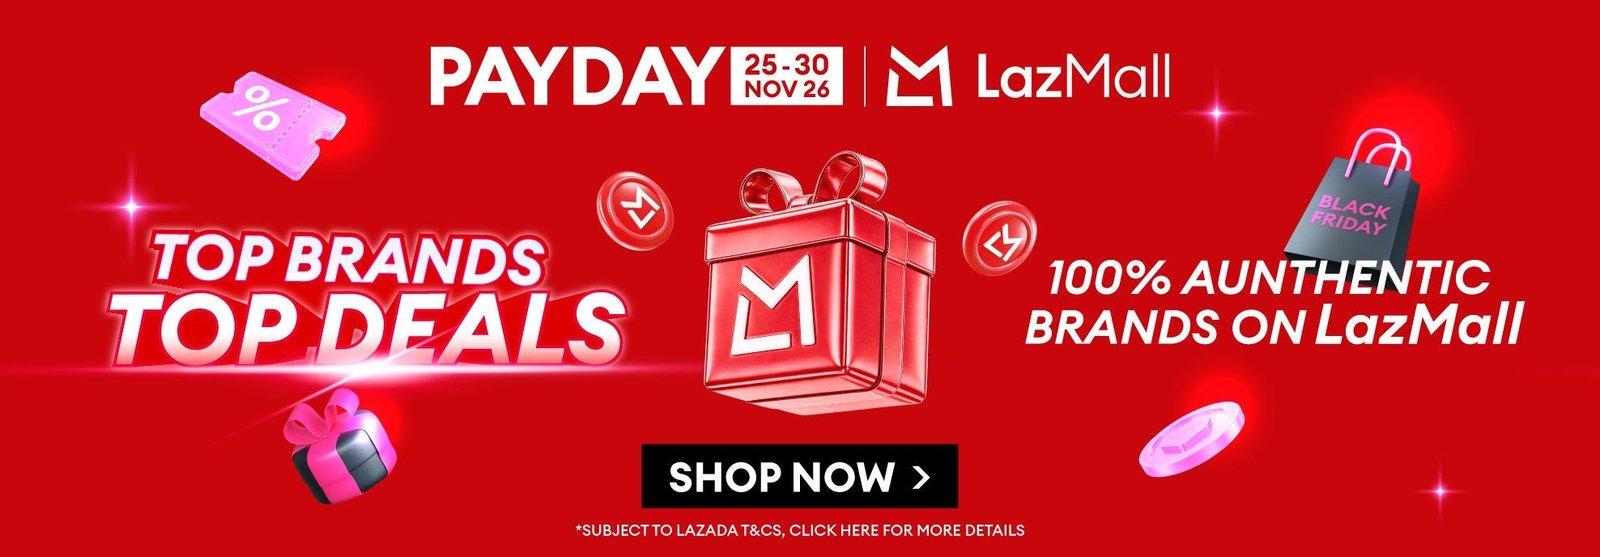 PAYDAY 25-30 NOV 26 | LazMall
%
BLACK
FRIDAY
TOP BRANDS
TOP DEALS
100% AUNTHENTIC
BRANDS ON LazMall
SHOP NOW >
*SUBJECT TO LAZADA T&CS, CLICK HERE FOR MORE DETAILS